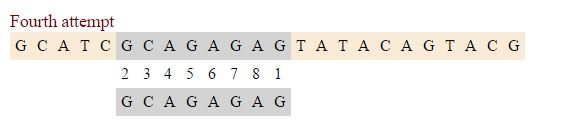 Fourth attempt
G C A T C G C A G A G A G T A T A C A G T A C G
2 3 4 5 6 7 8 1
G C A G A G A G